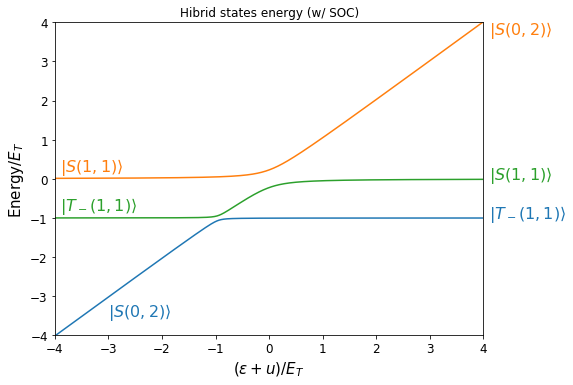 Hibrid states energy (w/ SOC)
4
3
2
1
0
−1
−2
−3
−4
Energy/E_T
|S(1, 1)⟩
|T_−(1, 1)⟩
|S(0, 2)⟩
|S(0, 2)⟩
|S(1, 1)⟩
|T_−(1, 1)⟩
−4 −3 −2 −1 0 1 2 3 4
(ε + u)/E_T